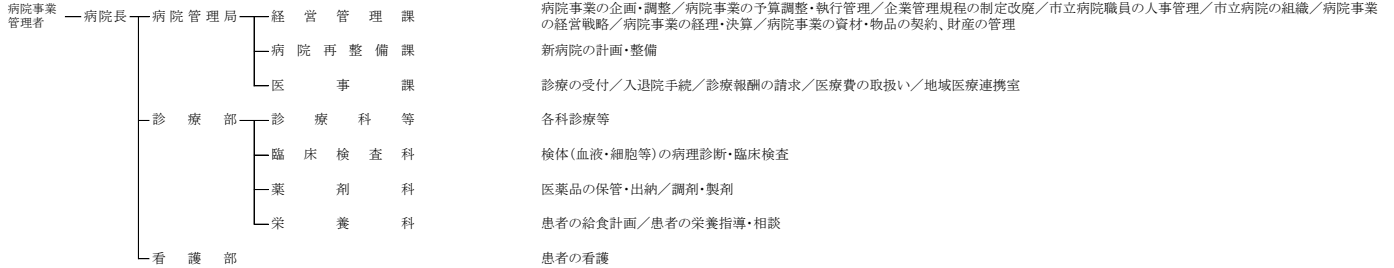 病院事業管理者 病院長 病院管理局 経営管理課 病院事業の企画・調整／病院事業の予算調整・執行管理／企業管理規程の制定改廃／市立病院職員の人事管理／市立病院の組織／病院事業
の経営戦略／病院事業の経理・決算／病院事業の資材・物品の契約、財産の管理
病院再整備課 新病院の計画・整備
医事課 診療の受付／入退院手続／診療報酬の請求／医療費の取扱い／地域医療連携室
診療部 診療科等 各科診療等
臨床検査科 検体（血液・細胞等）の病理診断・臨床検査
薬剤科 医薬品の保管・出納／調剤・製剤
栄養科 患者の給食計画／患者の栄養指導・相談
看護部 患者の看護